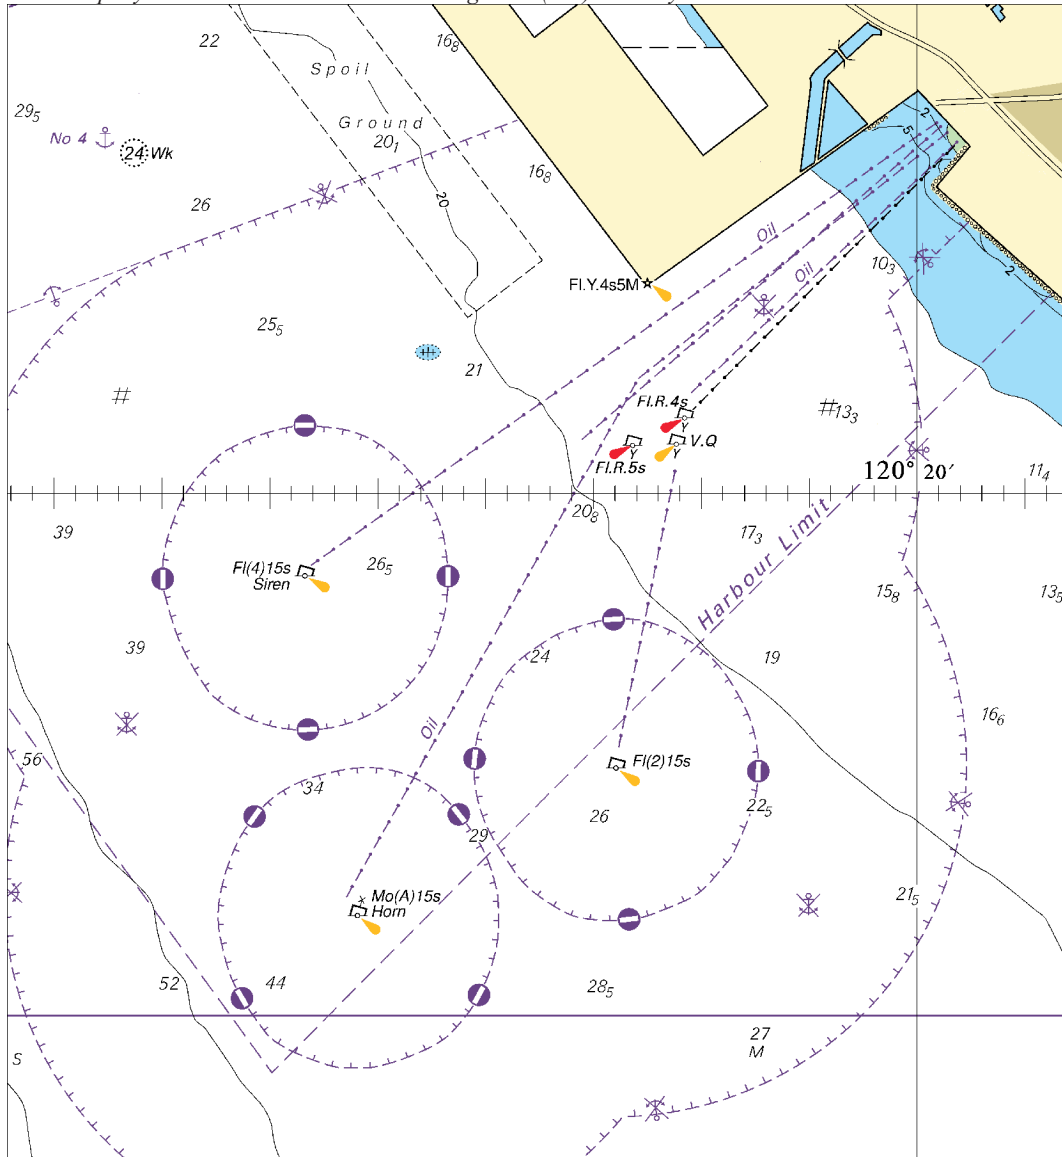 22
16₈
Spoil
29₅
Ground
No 4
24 Wk
20₁
2
5
16₈
20
26
Oil
10₃
Oil
2
Fl.Y.4s5M
25₅
21
Fl.R.4s
Y
13₃
Y
V.Q
Y
Fl.R.5s
120° 20′
11₄
20₈
39
17₃
Harbour Limit
Fl(4)15s
Siren
26₅
15₈
13₅
39
24
19
16₆
Oil
56
Fl(2)15s
34
26
22₅
29
Mo(A)15s
Horn
21₅
52
44
28₅
27
M
S